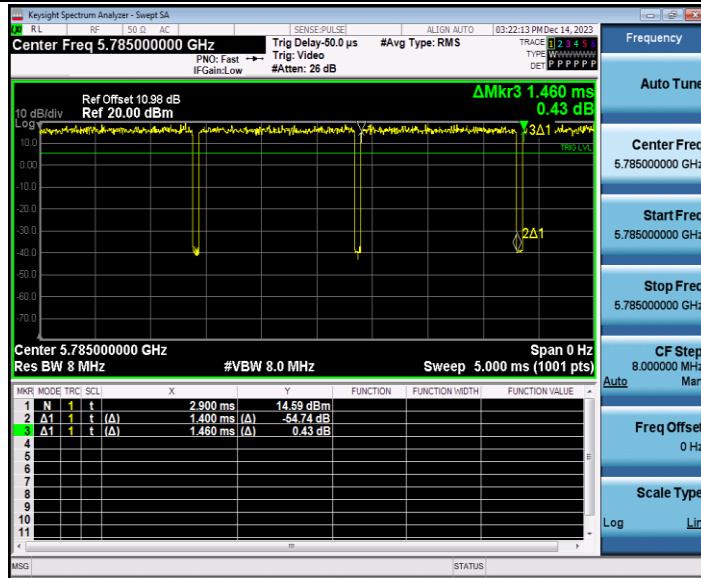 Keysight Spectrum Analyzer - Swept SA
LXI RL RF 50 Ω AC SENSE:PULSE ALIGN AUTO 03:22:13 PM Dec 14, 2023
Center Freq 5.785000000 GHz
PNO: Fast
IFGain:Low
Trig Delay-50.0 µs
Trig: Video
#Atten: 26 dB
#Avg Type: RMS
TRACE 1 2 3 4 5 6
TYPE WWWWWW
DET P P P P P P
Ref Offset 10.98 dB
10 dB/div Ref 20.00 dBm
Log
ΔMkr3 1.460 ms
0.43 dB
10.0
0.00
-10.0
-20.0
-30.0
-40.0
-50.0
-60.0
-70.0
3Δ1
TRIG LVL
2Δ1
Center 5.785000000 GHz Span 0 Hz
Res BW 8 MHz #VBW 8.0 MHz Sweep 5.000 ms (1001 pts)
MKR MODE TRC SCL X Y FUNCTION FUNCTION WIDTH FUNCTION VALUE
1 N 1 t 2.900 ms 14.59 dBm
2 Δ1 1 t (Δ) 1.400 ms (Δ) -54.74 dB
3 Δ1 1 t (Δ) 1.460 ms (Δ) 0.43 dB
4
5
6
7
8
9
10
11
MSG STATUS
Frequency
Auto Tune
Center Freq
5.785000000 GHz
Start Freq
5.785000000 GHz
Stop Freq
5.785000000 GHz
CF Step
8.000000 MHz
Auto Man
Freq Offset
0 Hz
Scale Type
Log Lin